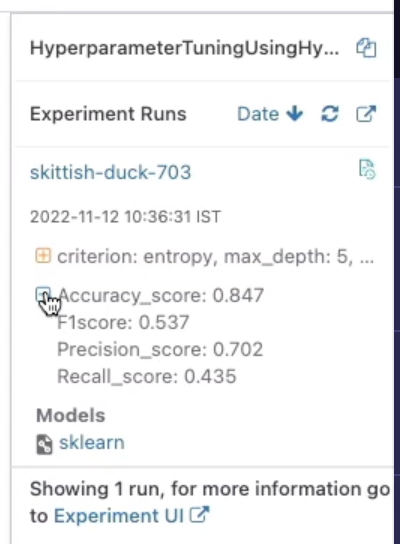 HyperparameterTuningUsingHy...
Experiment Runs Date
skittish-duck-703
2022-11-12 10:36:31 IST
criterion: entropy, max_depth: 5, ...
Accuracy_score: 0.847
F1score: 0.537
Precision_score: 0.702
Recall_score: 0.435
Models
sklearn
Showing 1 run, for more information go
to Experiment UI